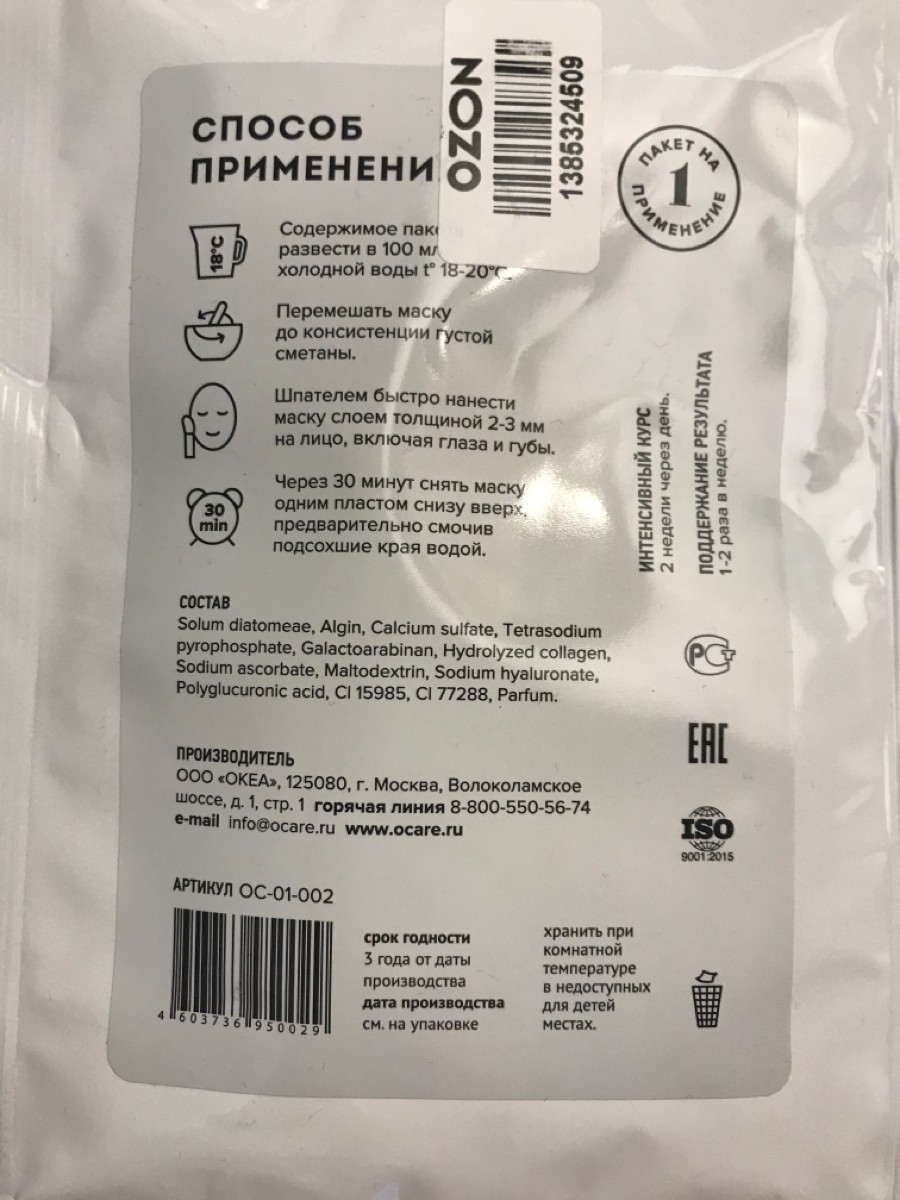 СПОСОБ
ПРИМЕНЕНИ
OZON
1385324509
ПАКЕТ НА
1
ПРИМЕНЕНИЕ
18°C
Содержимое
развести в 100 мл
холодной воды t° 18-20°C
Перемешать маску
до консистенции густой
сметаны.
Шпателем быстро нанести
маску слоем толщиной 2-3 мм
на лицо, включая глаза и губы.
30
min
Через 30 минут снять маску
одним пластом снизу вверх,
предварительно смочив
подсохшие края водой.
ИНТЕНСИВНЫЙ КУРС
2 недели через день.
ПОДДЕРЖАНИЕ РЕЗУЛЬТАТА
1-2 раза в неделю.
СОСТАВ
Solum diatomeae, Algin, Calcium sulfate, Tetrasodium
pyrophosphate, Galactoarabinan, Hydrolyzed collagen,
Sodium ascorbate, Maltodextrin, Sodium hyaluronate,
Polyglucuronic acid, CI 15985, CI 77288, Parfum.
РСТ
EAC
ISO
9001:2015
ПРОИЗВОДИТЕЛЬ
ООО «ОКЕА», 125080, г. Москва, Волоколамское
шоссе, д. 1, стр. 1 горячая линия 8-800-550-56-74
e-mail info@ocare.ru www.ocare.ru
АРТИКУЛ ОС-01-002
4 603736 950029
срок годности
3 года от даты
производства
дата производства
см. на упаковке
хранить при
комнатной
температуре
в недоступных
для детей
местах.